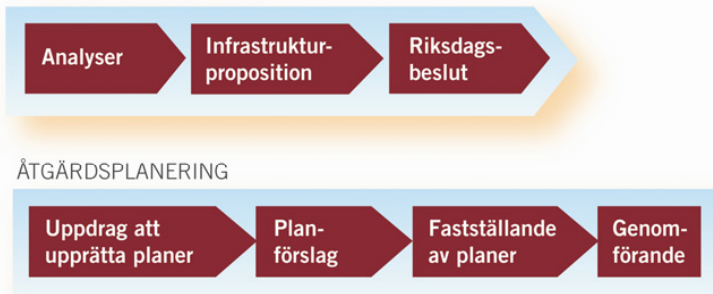 Analyser
Infrastruktur-
proposition
Riksdags-
beslut
ÅTGÄRDSPLANERING
Uppdrag att
upprätta planer
Plan-
förslag
Fastställande
av planer
Genom-
förande